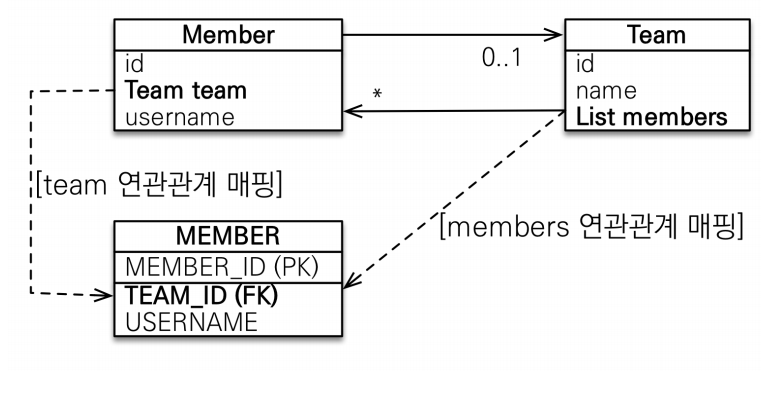 Member
id
Team team
username
0..1
*
Team
id
name
List members
[team 연관관계 매핑]
[members 연관관계 매핑]
MEMBER
MEMBER_ID (PK)
TEAM_ID (FK)
USERNAME